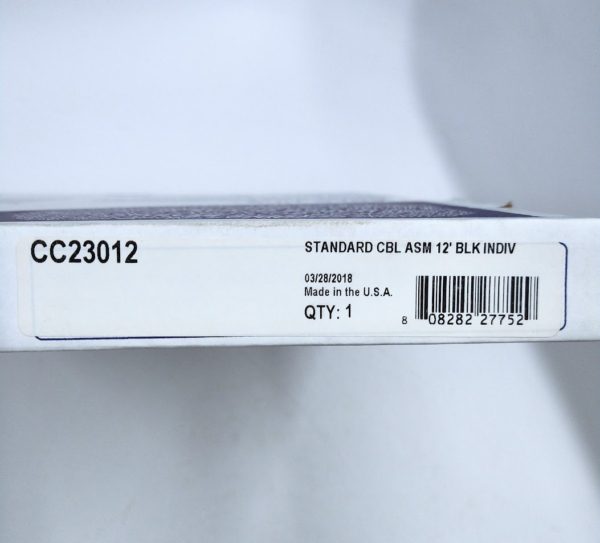 CC23012
STANDARD CBL ASM 12' BLK INDIV
03/28/2018
Made in the U.S.A.
QTY: 1
8 08282 27752